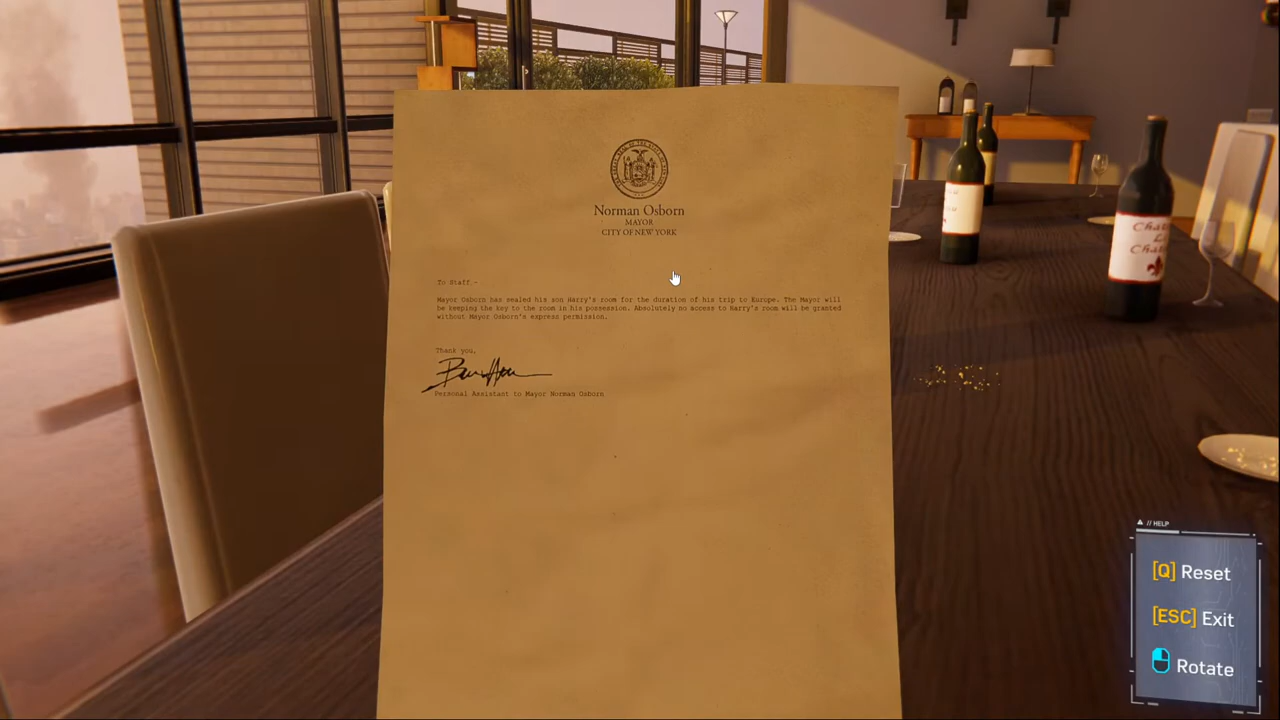 Norman Osborn
MAYOR
CITY OF NEW YORK
To Staff -
Mayor Osborn has sealed his son Harry's room for the duration of his trip to Europe. The Mayor will
be keeping the key to the room in his possession. Absolutely no access to Harry's room will be granted
without Mayor Osborn's express permission.
Thank you,
Personal Assistant to Mayor Norman Osborn
// HELP
[Q] Reset
[ESC] Exit
Rotate